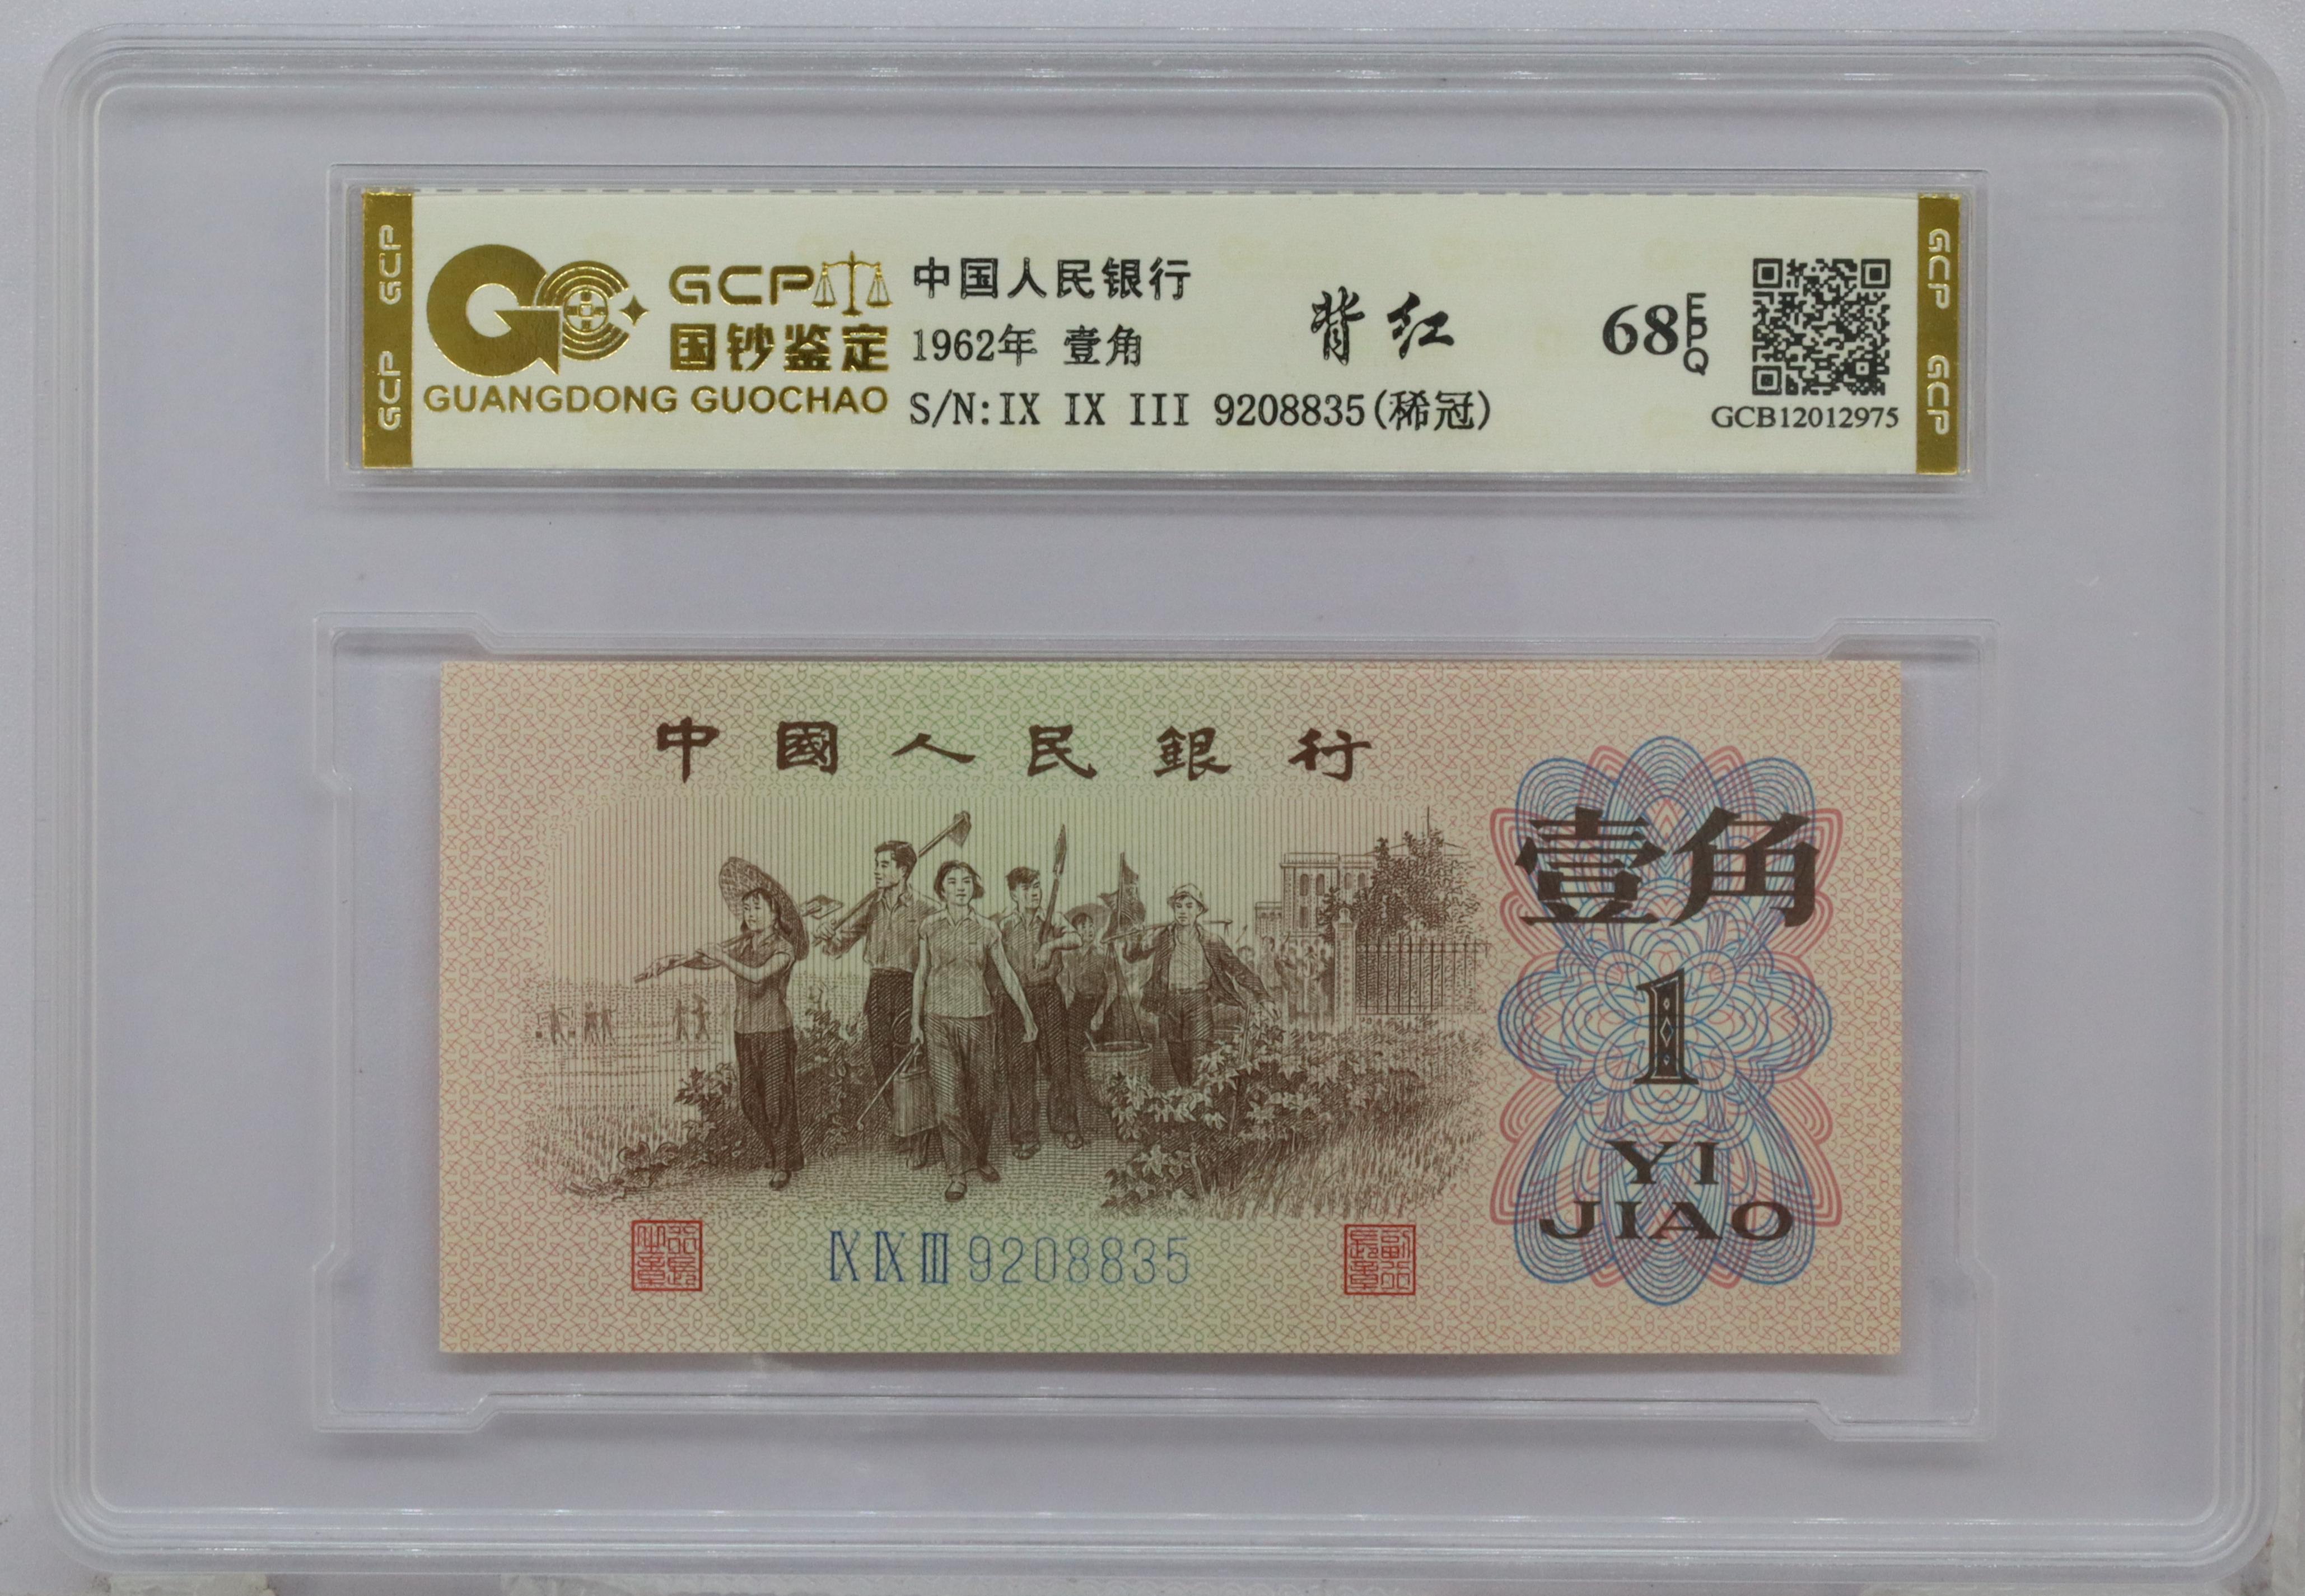 GCP
国钞鉴定
GUANGDONG GUOCHAO
中国人民银行
1962年 壹角
S/N:IX IX III 9208835(稀冠)
背红
68 EPQ
GCB12012975
GCP GCP
GCP GCP
中國人民銀行
壹角
1
YI
JIAO
IX IX III 9208835